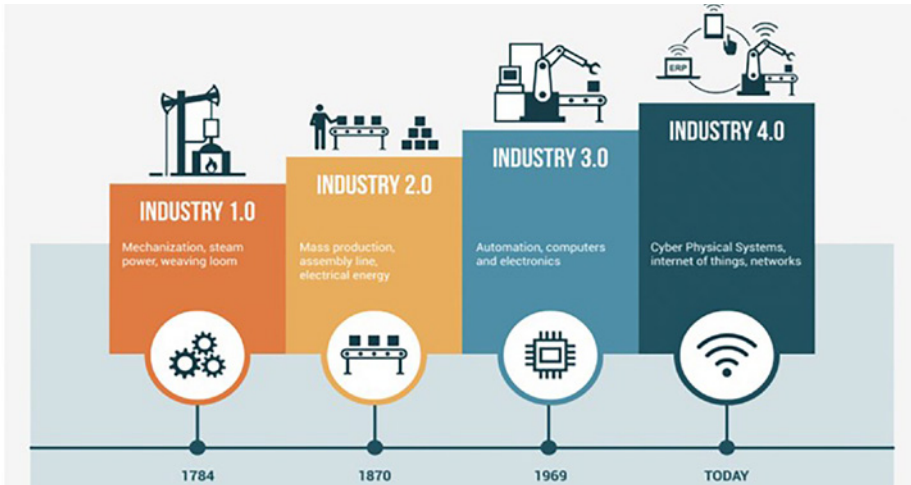 ERP
INDUSTRY 1.0
Mechanization, steam
power, weaving loom
INDUSTRY 2.0
Mass production,
assembly line,
electrical energy
INDUSTRY 3.0
Automation, computers
and electronics
INDUSTRY 4.0
Cyber Physical Systems,
internet of things, networks
1784
1870
1969
TODAY